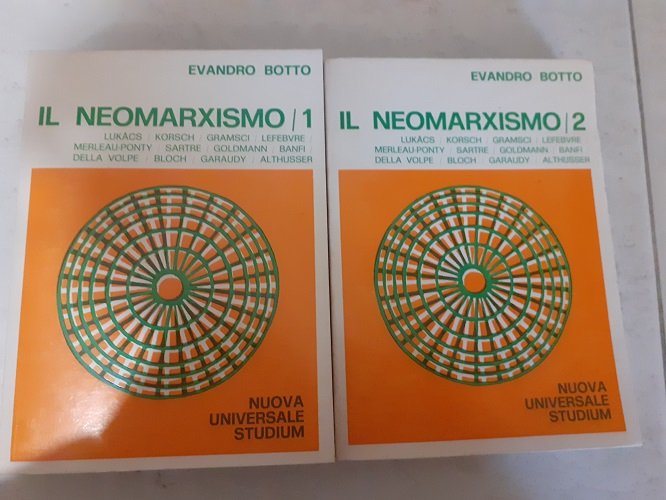 EVANDRO BOTTO
IL NEOMARXISMO/1
LUKÀCS / KORSCH / GRAMSCI / LEFEBVRE /
MERLEAU-PONTY / SARTRE / GOLDMANN / BANFI
DELLA VOLPE / BLOCH / GARAUDY / ALTHUSSER
NUOVA
UNIVERSALE
STUDIUM
EVANDRO BOTTO
IL NEOMARXISMO/2
LUKÀCS / KORSCH / GRAMSCI / LEFEBVRE
MERLEAU-PONTY / SARTRE / GOLDMANN / BANFI
DELLA VOLPE / BLOCH / GARAUDY / ALTHUSSER
NUOVA
UNIVERSALE
STUDIUM